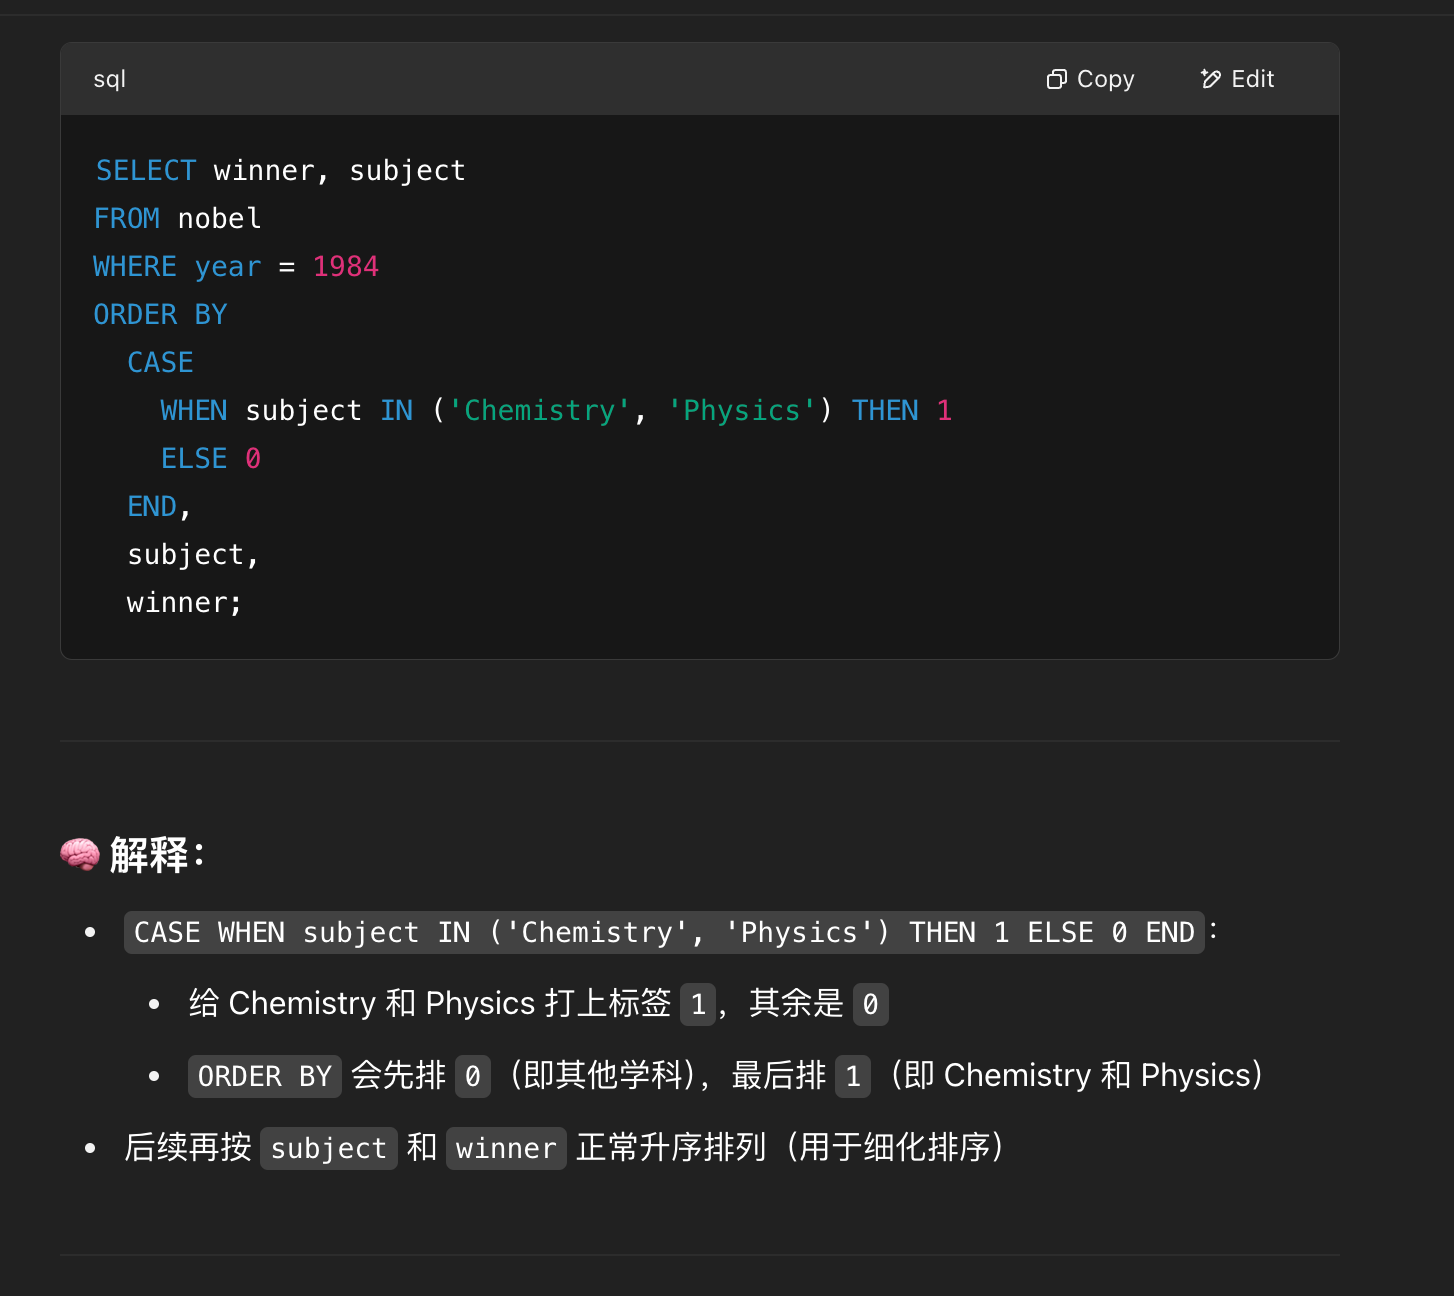 sql Copy Edit
SELECT winner, subject
FROM nobel
WHERE year = 1984
ORDER BY
  CASE
    WHEN subject IN ('Chemistry', 'Physics') THEN 1
    ELSE 0
  END,
  subject,
  winner;
🧠 解释：
• CASE WHEN subject IN ('Chemistry', 'Physics') THEN 1 ELSE 0 END：
• 给 Chemistry 和 Physics 打上标签 1，其余是 0
• ORDER BY 会先排 0（即其他学科），最后排 1（即 Chemistry 和 Physics）
• 后续再按 subject 和 winner 正常升序排列（用于细化排序）